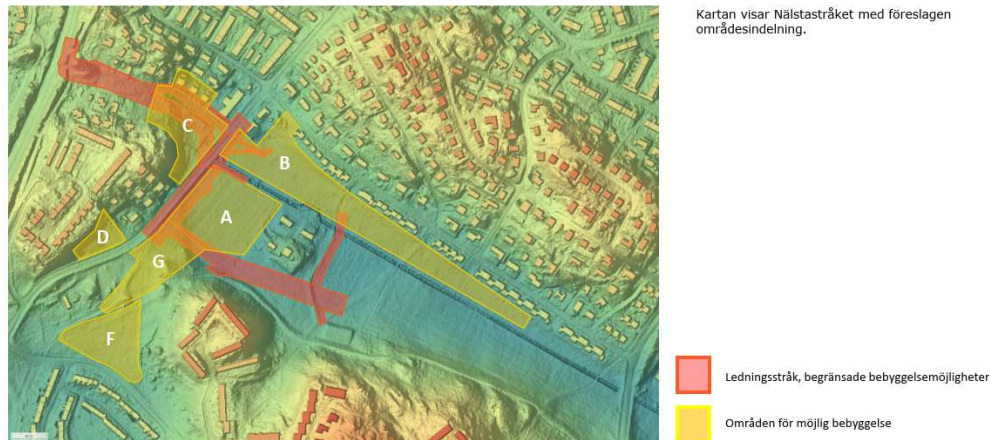 Kartan visar Nälstastråket med föreslagen
områdesindelning.
C
B
A
D
G
F
Ledningsstråk, begränsade bebyggelsemöjligheter
Områden för möjlig bebyggelse